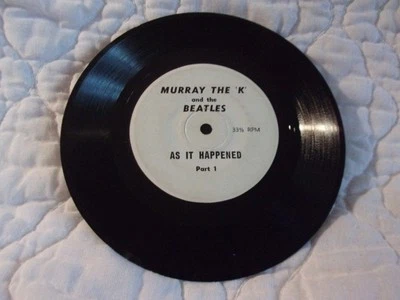 MURRAY THE 'K'
and the
BEATLES
33⅓ RPM
AS IT HAPPENED
Part 1